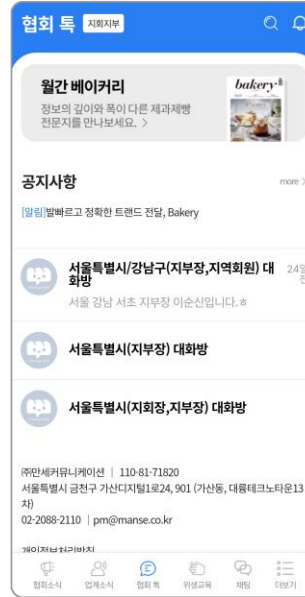 협회 톡 지회지부
월간 베이커리
정보의 깊이와 폭이 다른 제과제빵
전문지를 만나보세요. >
bakery
공지사항
more >
[알림]발빠르고 정확한 트랜드 전달, Bakery
서울특별시/강남구(지부장,지역회원) 대
화방
24일
전
서울 강남 서초 지부장 이순신입니다.ㅎ
서울특별시(지부장) 대화방
서울특별시(지회장,지부장) 대화방
㈜만세커뮤니케이션 | 110-81-71820
서울특별시 금천구 가산디지털1로24, 901 (가산동, 대륭테크노타운13
차)
02-2088-2110 | pm@manse.co.kr
개인정보처리방침
협회소식 업계소식 협회 톡 위생교육 채팅 더보기